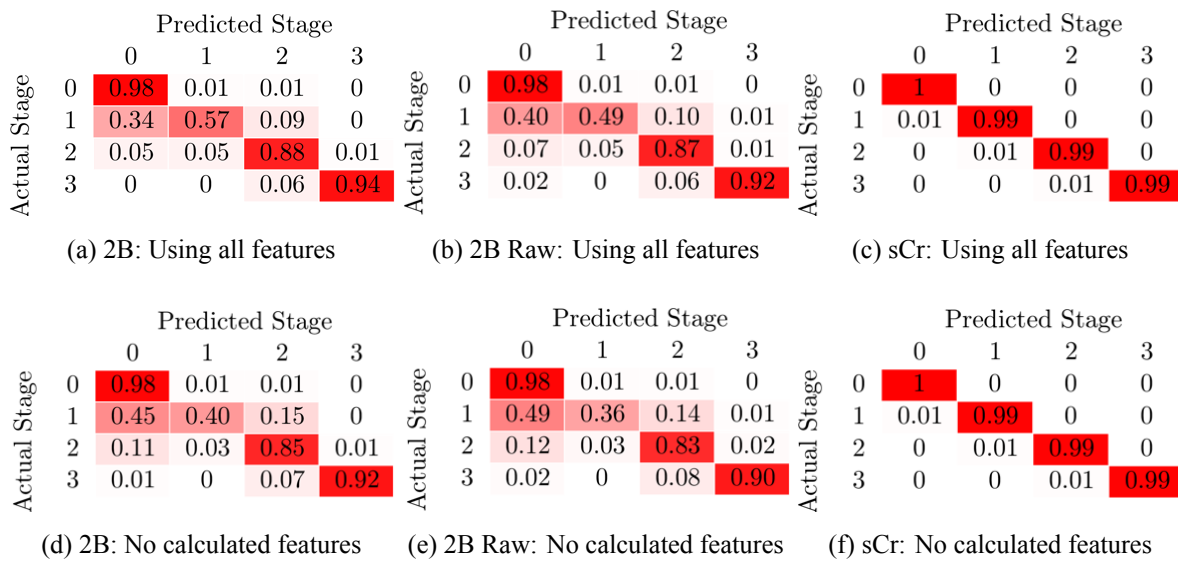 Predicted Stage
0 1 2 3
Actual Stage
0 0.98 0.01 0.01 0
1 0.34 0.57 0.09 0
2 0.05 0.05 0.88 0.01
3 0 0 0.06 0.94
(a) 2B: Using all features
Predicted Stage
0 1 2 3
Actual Stage
0 0.98 0.01 0.01 0
1 0.40 0.49 0.10 0.01
2 0.07 0.05 0.87 0.01
3 0.02 0 0.06 0.92
(b) 2B Raw: Using all features
Predicted Stage
0 1 2 3
Actual Stage
0 1 0 0 0
1 0.01 0.99 0 0
2 0 0.01 0.99 0
3 0 0 0.01 0.99
(c) sCr: Using all features
Predicted Stage
0 1 2 3
Actual Stage
0 0.98 0.01 0.01 0
1 0.45 0.40 0.15 0
2 0.11 0.03 0.85 0.01
3 0.01 0 0.07 0.92
(d) 2B: No calculated features
Predicted Stage
0 1 2 3
Actual Stage
0 0.98 0.01 0.01 0
1 0.49 0.36 0.14 0.01
2 0.12 0.03 0.83 0.02
3 0.02 0 0.08 0.90
(e) 2B Raw: No calculated features
Predicted Stage
0 1 2 3
Actual Stage
0 1 0 0 0
1 0.01 0.99 0 0
2 0 0.01 0.99 0
3 0 0 0.01 0.99
(f) sCr: No calculated features